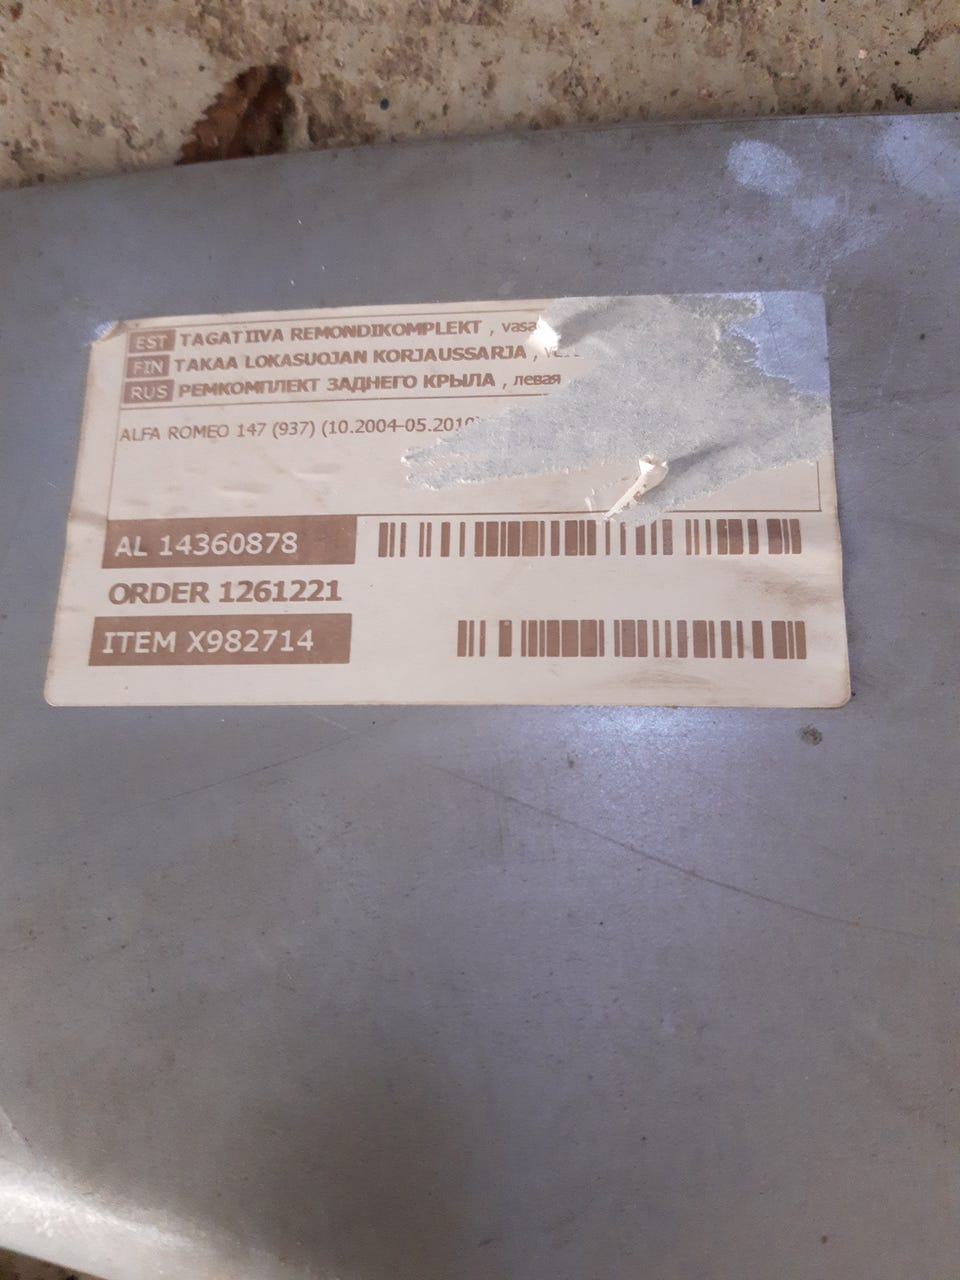 EST TAGATIIVA REMONDIKOMPLEKT ,
FIN TAKAA LOKASUOJAN KORJAUSSARJA ,
RUS РЕМКОМПЛЕКТ ЗАДНЕГО КРЫЛА , левая
ALFA ROMEO 147 (937) (10.2004-05.2010)
AL 14360878
ORDER 1261221
ITEM X982714